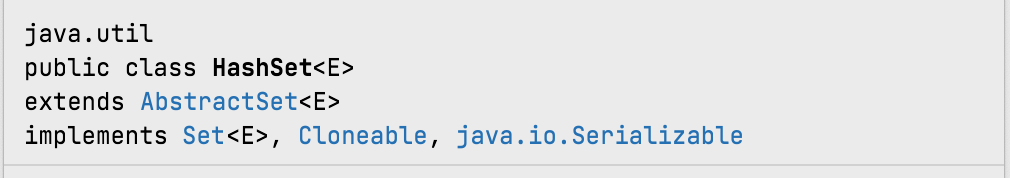 java.util
public class HashSet<E>
extends AbstractSet<E>
implements Set<E>, Cloneable, java.io.Serializable